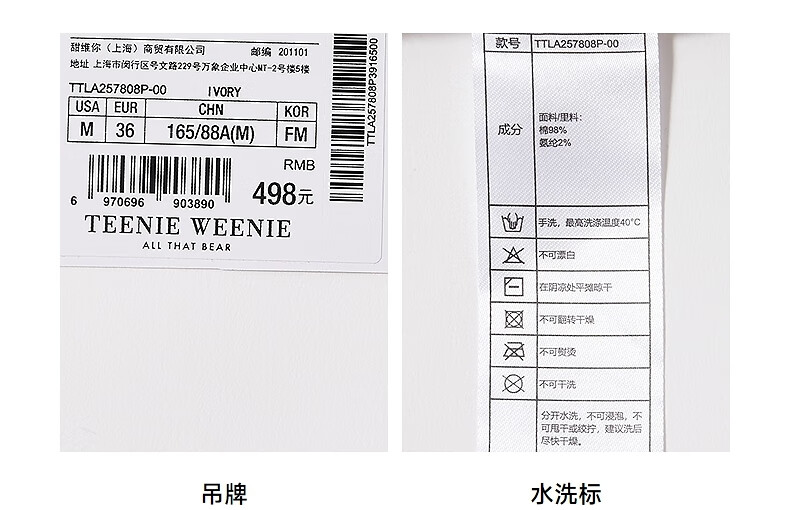 甜维你（上海）商贸有限公司 邮编 201101
地址 上海市闵行区号文路229号万象企业中心MT-2号楼5楼
TTLA257808P-00 IVORY
USA EUR CHN KOR
M 36 165/88A(M) FM
RMB
498元
6 970696 903890
TEENIE WEENIE
ALL THAT BEAR
TTLA257808P3916500
吊牌
款号 TTLA257808P-00
成分
面料/里料:
棉98%
氨纶2%
手洗，最高洗涤温度40°C
不可漂白
在阴凉处平摊晾干
不可翻转干燥
不可熨烫
不可干洗
分开水洗，不可浸泡，不
可甩干或绞拧，建议洗后
尽快干燥。
水洗标